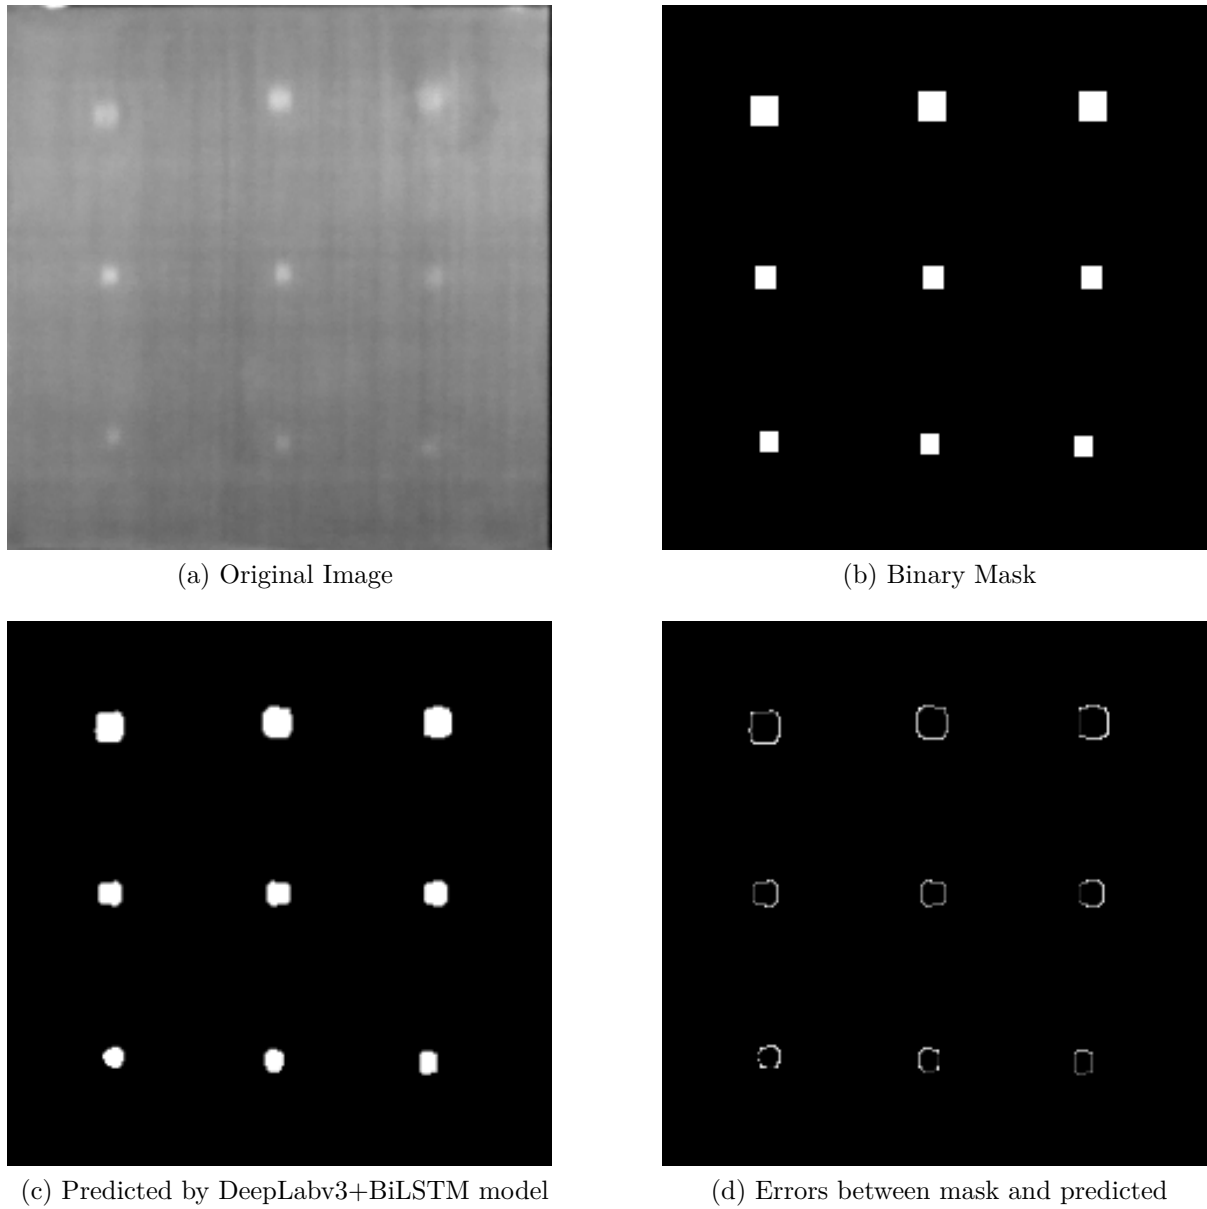 (a) Original Image
(b) Binary Mask
(c) Predicted by DeepLabv3+BiLSTM model
(d) Errors between mask and predicted